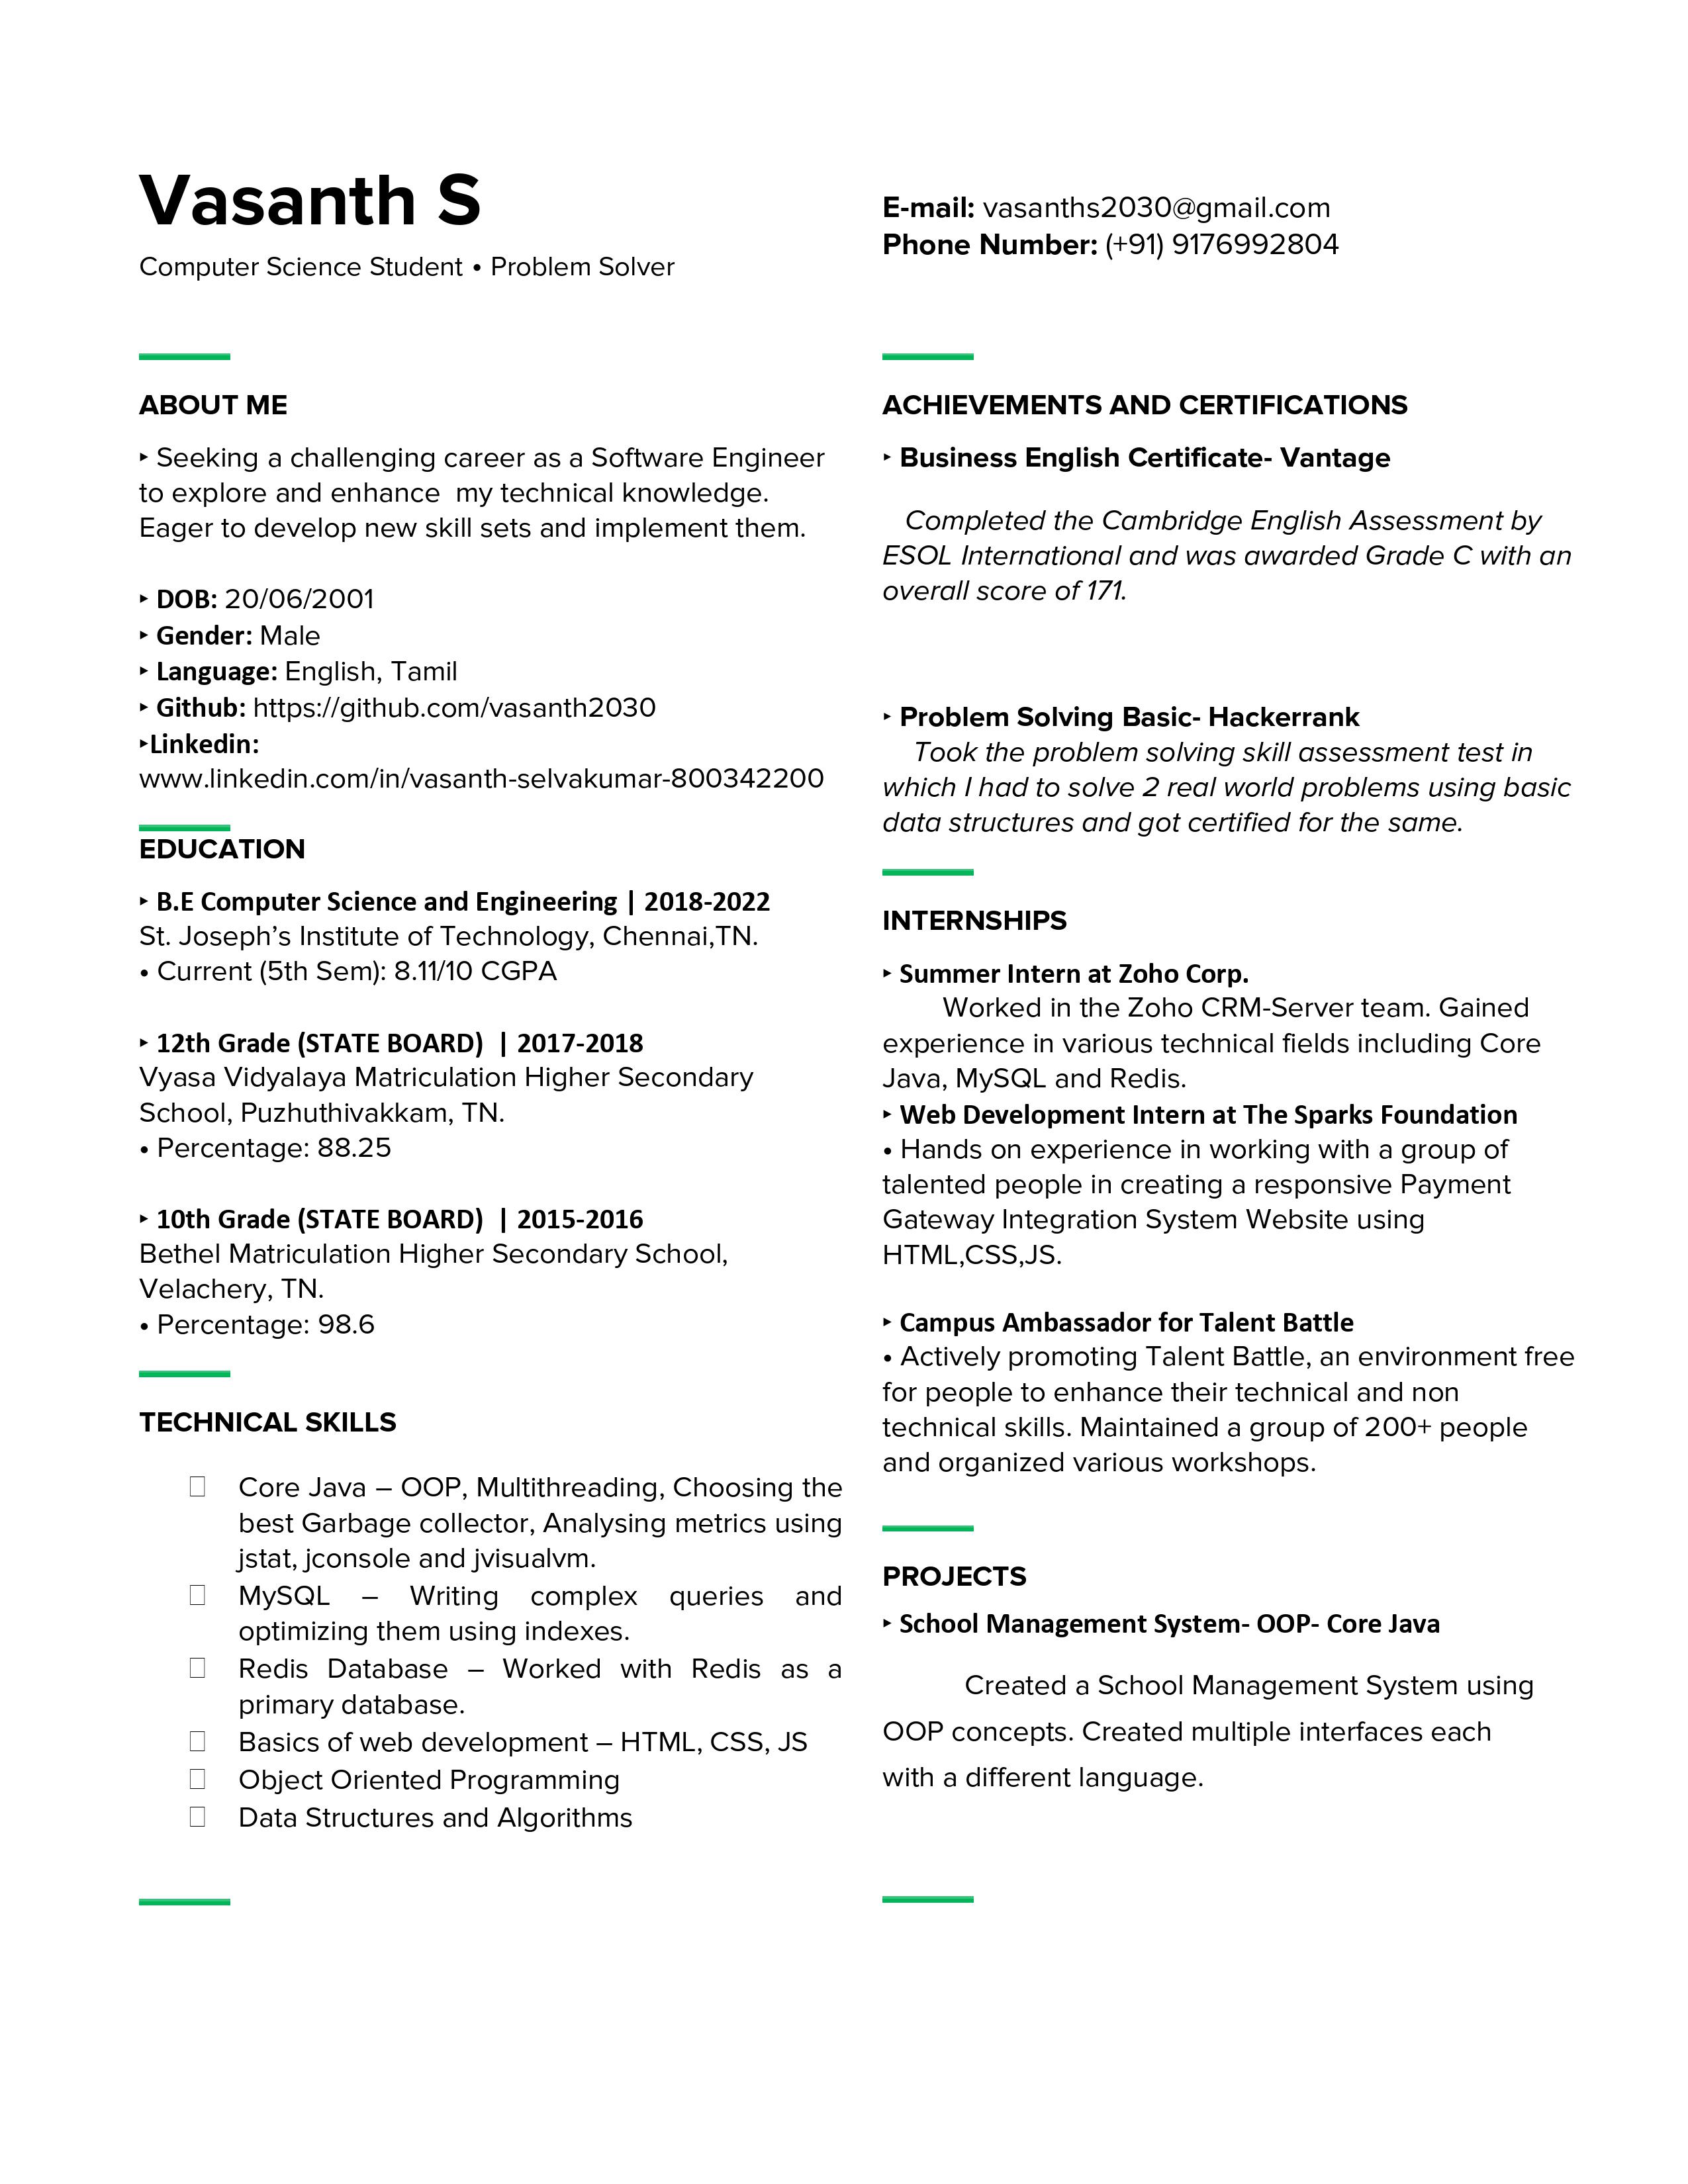 Vasanth S
Computer Science Student • Problem Solver
E-mail: vasanths2030@gmail.com
Phone Number: (+91) 9176992804
ABOUT ME
‣ Seeking a challenging career as a Software Engineer
to explore and enhance  my technical knowledge.
Eager to develop new skill sets and implement them.
‣ DOB: 20/06/2001
‣ Gender: Male
‣ Language: English, Tamil
‣ Github: https://github.com/vasanth2030
‣Linkedin:
www.linkedin.com/in/vasanth-selvakumar-800342200
EDUCATION
‣ B.E Computer Science and Engineering | 2018-2022
St. Joseph’s Institute of Technology, Chennai,TN.
• Current (5th Sem): 8.11/10 CGPA
‣ 12th Grade (STATE BOARD)  | 2017-2018
Vyasa Vidyalaya Matriculation Higher Secondary
School, Puzhuthivakkam, TN.
• Percentage: 88.25
‣ 10th Grade (STATE BOARD)  | 2015-2016
Bethel Matriculation Higher Secondary School,
Velachery, TN.
• Percentage: 98.6
TECHNICAL SKILLS
Core Java – OOP, Multithreading, Choosing the
best Garbage collector, Analysing metrics using
jstat, jconsole and jvisualvm.
MySQL – Writing complex queries and
optimizing them using indexes.
Redis Database – Worked with Redis as a
primary database.
Basics of web development – HTML, CSS, JS
Object Oriented Programming
Data Structures and Algorithms
ACHIEVEMENTS AND CERTIFICATIONS
‣ Business English Certificate- Vantage
Completed the Cambridge English Assessment by
ESOL International and was awarded Grade C with an
overall score of 171.
‣ Problem Solving Basic- Hackerrank
Took the problem solving skill assessment test in
which I had to solve 2 real world problems using basic
data structures and got certified for the same.
INTERNSHIPS
‣ Summer Intern at Zoho Corp.
Worked in the Zoho CRM-Server team. Gained
experience in various technical fields including Core
Java, MySQL and Redis.
‣ Web Development Intern at The Sparks Foundation
• Hands on experience in working with a group of
talented people in creating a responsive Payment
Gateway Integration System Website using
HTML,CSS,JS.
‣ Campus Ambassador for Talent Battle
• Actively promoting Talent Battle, an environment free
for people to enhance their technical and non
technical skills. Maintained a group of 200+ people
and organized various workshops.
PROJECTS
‣ School Management System- OOP- Core Java
Created a School Management System using
OOP concepts. Created multiple interfaces each
with a different language.